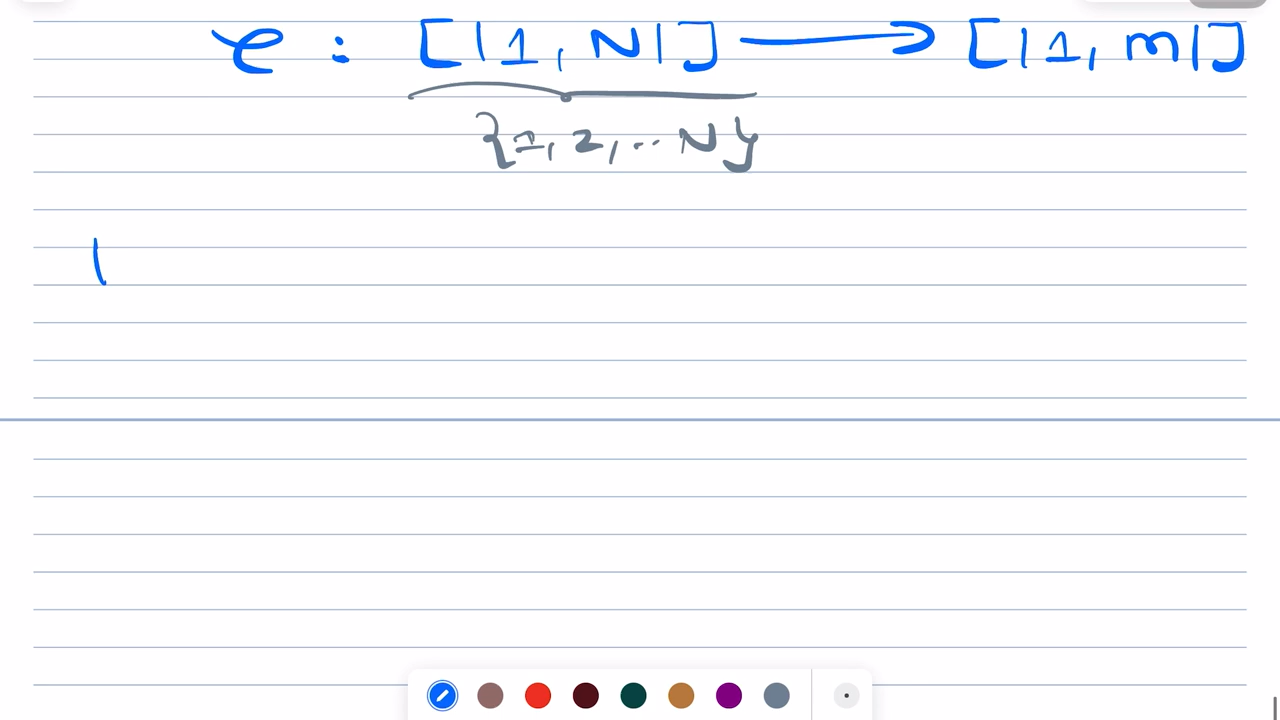 φ : [|1, N|] ⟶ [|1, m|]
{1, 2, .. N}